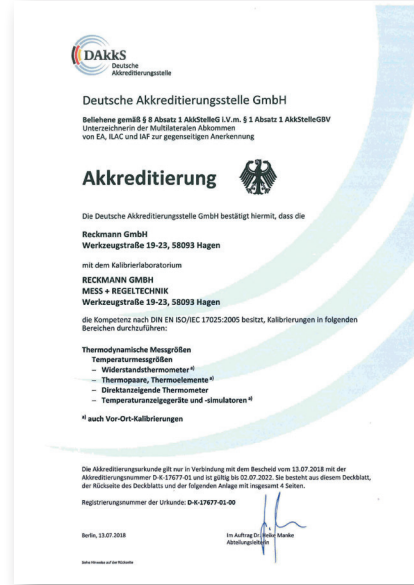 DAkkS
Deutsche
Akkreditierungsstelle
Deutsche Akkreditierungsstelle GmbH
Beliehene gemäß § 8 Absatz 1 AkkStelleG i.V.m. § 1 Absatz 1 AkkStelleGBV
Unterzeichnerin der Multilateralen Abkommen
von EA, ILAC und IAF zur gegenseitigen Anerkennung
Akkreditierung
Die Deutsche Akkreditierungsstelle GmbH bestätigt hiermit, dass die
Reckmann GmbH
Werkzeugstraße 19-23, 58093 Hagen
mit dem Kalibrierlaboratorium
RECKMANN GMBH
MESS + REGELTECHNIK
Werkzeugstraße 19-23, 58093 Hagen
die Kompetenz nach DIN EN ISO/IEC 17025:2005 besitzt, Kalibrierungen in folgenden
Bereichen durchzuführen:
Thermodynamische Messgrößen
Temperaturmessgrößen
– Widerstandsthermometer a)
– Thermopaare, Thermoelemente a)
– Direktanzeigende Thermometer
– Temperaturanzeigegeräte und -simulatoren a)
a) auch Vor-Ort-Kalibrierungen
Die Akkreditierungsurkunde gilt nur in Verbindung mit dem Bescheid vom 13.07.2018 mit der
Akkreditierungsnummer D-K-17677-01 und ist gültig bis 02.07.2022. Sie besteht aus diesem Deckblatt,
der Rückseite des Deckblatts und der folgenden Anlage mit insgesamt 4 Seiten.
Registrierungsnummer der Urkunde: D-K-17677-01-00
Berlin, 13.07.2018
Im Auftrag Dr. Heike Manke
Abteilungsleiterin
Siehe Hinweise auf der Rückseite